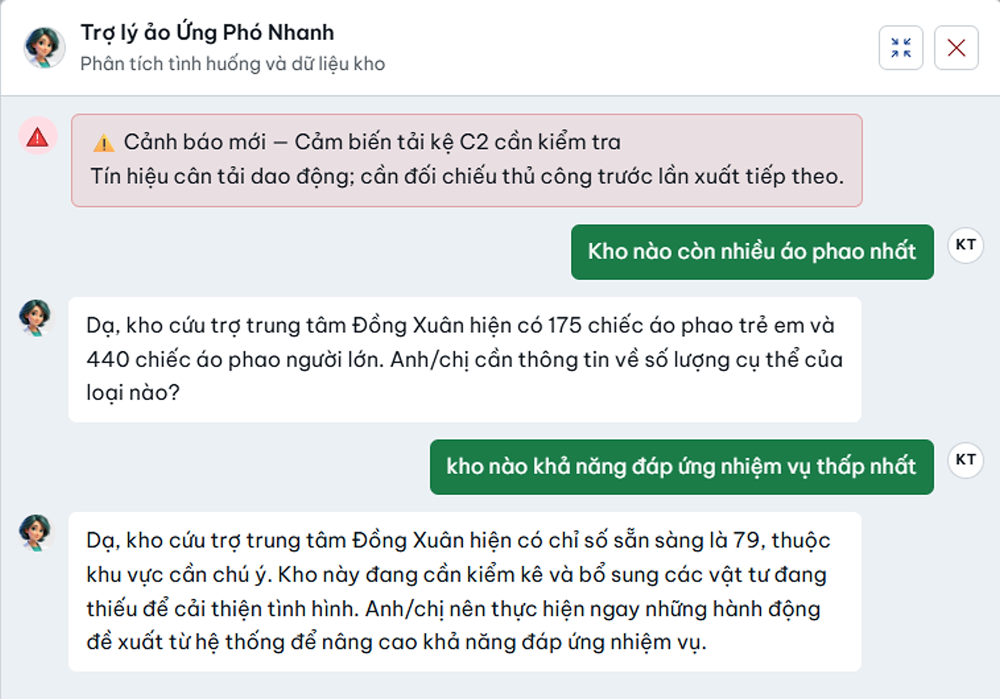 Trợ lý ảo Ứng Phó Nhanh
Phân tích tình huống và dữ liệu kho
⚠️ Cảnh báo mới — Cảm biến tải kệ C2 cần kiểm tra
Tín hiệu cân tải dao động; cần đối chiếu thủ công trước lần xuất tiếp theo.
Kho nào còn nhiều áo phao nhất
KT
Dạ, kho cứu trợ trung tâm Đồng Xuân hiện có 175 chiếc áo phao trẻ em và
440 chiếc áo phao người lớn. Anh/chị cần thông tin về số lượng cụ thể của
loại nào?
kho nào khả năng đáp ứng nhiệm vụ thấp nhất
KT
Dạ, kho cứu trợ trung tâm Đồng Xuân hiện có chỉ số sẵn sàng là 79, thuộc
khu vực cần chú ý. Kho này đang cần kiểm kê và bổ sung các vật tư đang
thiếu để cải thiện tình hình. Anh/chị nên thực hiện ngay những hành động
đề xuất từ hệ thống để nâng cao khả năng đáp ứng nhiệm vụ.